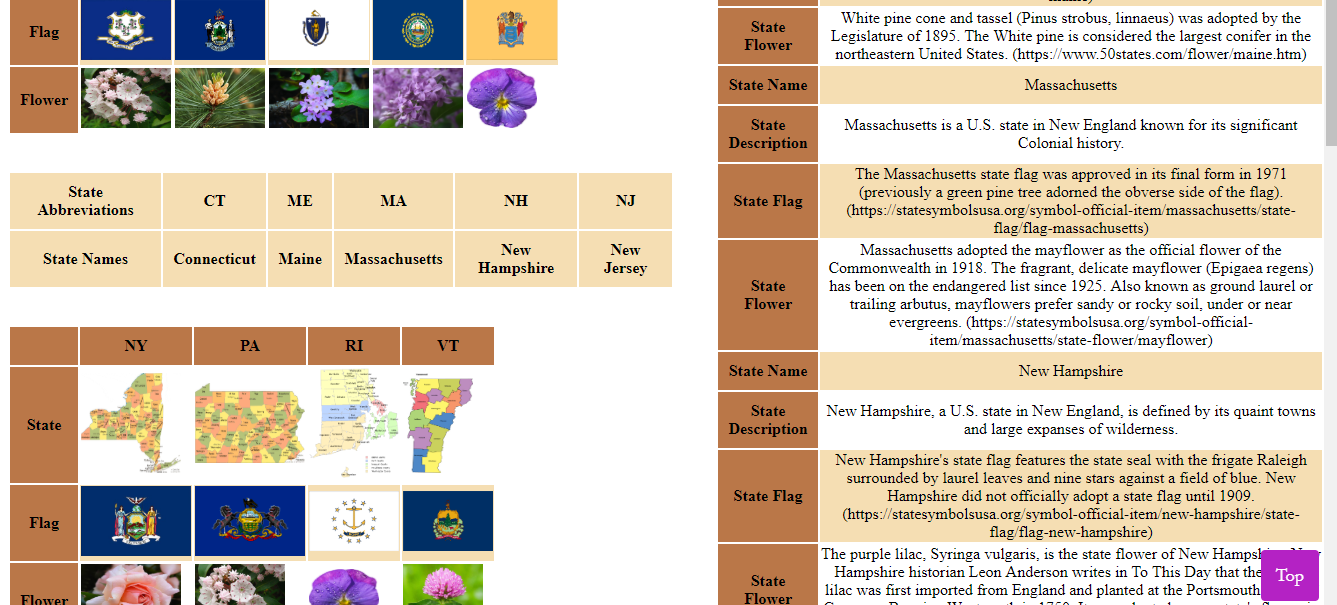 Flag
Flower
State
Abbreviations
CT
ME
MA
NH
NJ
State Names
Connecticut
Maine
Massachusetts
New
Hampshire
New
Jersey
NY
PA
RI
VT
State
Flag
Flower
State
Flower
White pine cone and tassel (Pinus strobus, linnaeus) was adopted by the
Legislature of 1895. The White pine is considered the largest conifer in the
northeastern United States. (https://www.50states.com/flower/maine.htm)
State Name
Massachusetts
State
Description
Massachusetts is a U.S. state in New England known for its significant
Colonial history.
State Flag
The Massachusetts state flag was approved in its final form in 1971
(previously a green pine tree adorned the obverse side of the flag).
(https://statesymbolsusa.org/symbol-official-item/massachusetts/state-
flag/flag-massachusetts)
State
Flower
Massachusetts adopted the mayflower as the official flower of the
Commonwealth in 1918. The fragrant, delicate mayflower (Epigaea regens)
has been on the endangered list since 1925. Also known as ground laurel or
trailing arbutus, mayflowers prefer sandy or rocky soil, under or near
evergreens. (https://statesymbolsusa.org/symbol-official-
item/massachusetts/state-flower/mayflower)
State Name
New Hampshire
State
Description
New Hampshire, a U.S. state in New England, is defined by its quaint towns
and large expanses of wilderness.
State Flag
New Hampshire's state flag features the state seal with the frigate Raleigh
surrounded by laurel leaves and nine stars against a field of blue. New
Hampshire did not officially adopt a state flag until 1909.
(https://statesymbolsusa.org/symbol-official-item/new-hampshire/state-
flag/flag-new-hampshire)
State
Flower
The purple lilac, Syringa vulgaris, is the state flower of New Hampshire. New
Hampshire historian Leon Anderson writes in To This Day that the
lilac was first imported from England and planted at the Portsmouth
Top